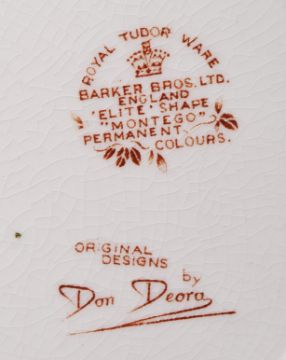 ROYAL TUDOR WARE
BARKER BROS. LTD.
ENGLAND
'ELITE' SHAPE
"MONTEGO"
PERMANENT
COLOURS.
ORIGINAL
DESIGNS
by
Don Deora